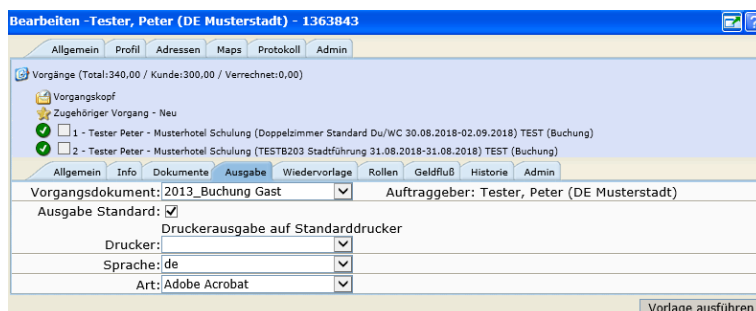 Bearbeiten -Tester, Peter (DE Musterstadt) - 1363843
Allgemein Profil Adressen Maps Protokoll Admin
Vorgänge (Total:340,00 / Kunde:300,00 / Verrechnet:0,00)
Vorgangskopf
Zugehöriger Vorgang - Neu
1 - Tester Peter - Musterhotel Schulung (Doppelzimmer Standard Du/WC 30.08.2018-02.09.2018) TEST (Buchung)
2 - Tester Peter - Musterhotel Schulung (TESTB203 Stadtführung 31.08.2018-31.08.2018) TEST (Buchung)
Allgemein Info Dokumente Ausgabe Wiedervorlage Rollen Geldfluß Historie Admin
Vorgangsdokument: 2013_Buchung Gast Auftraggeber: Tester, Peter (DE Musterstadt)
Ausgabe Standard:
Druckerausgabe auf Standarddrucker
Drucker:
Sprache: de
Art: Adobe Acrobat
Vorlage ausführen